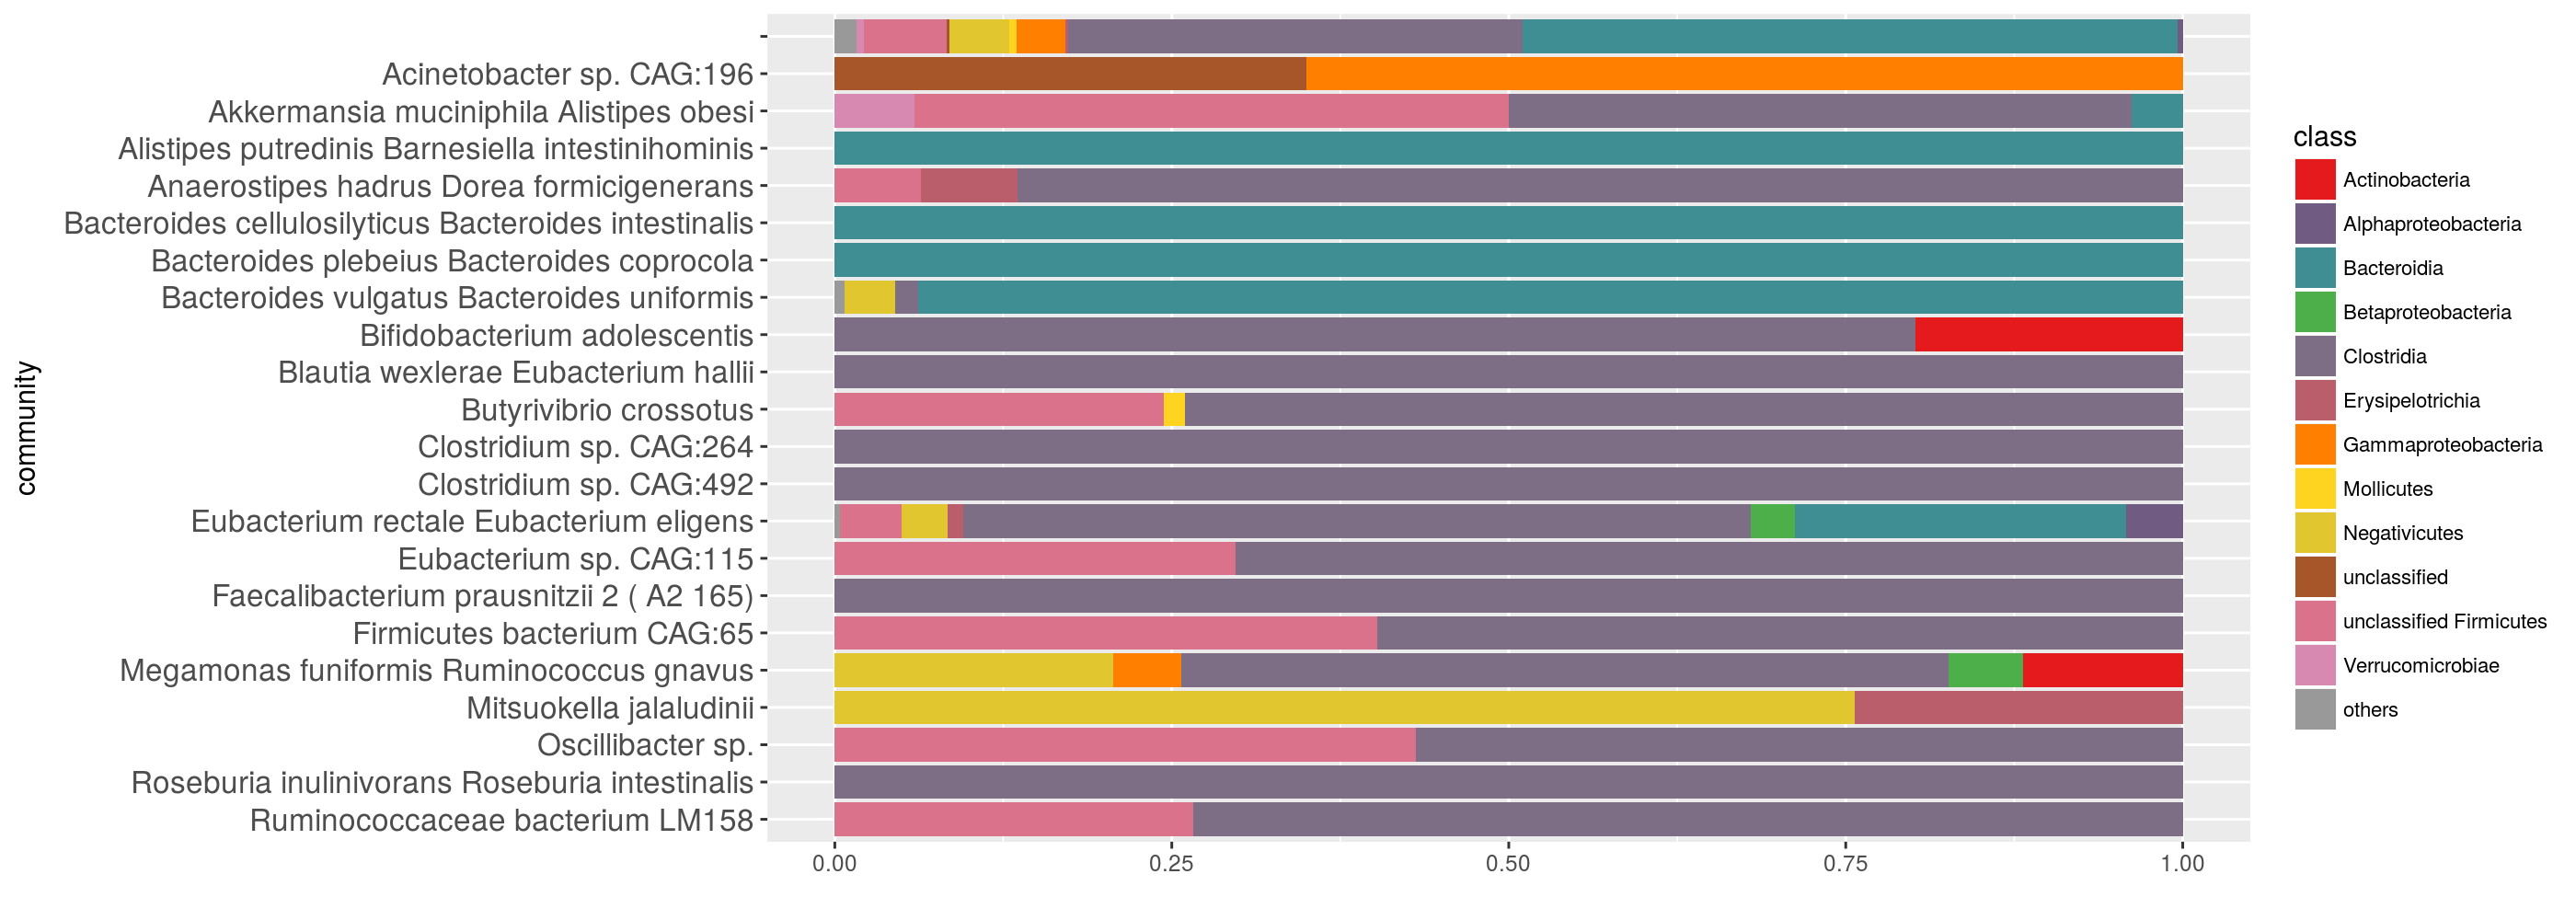 community
Acinetobacter sp. CAG:196
Akkermansia muciniphila Alistipes obesi
Alistipes putredinis Barnesiella intestinihominis
Anaerostipes hadrus Dorea formicigenerans
Bacteroides cellulosilyticus Bacteroides intestinalis
Bacteroides plebeius Bacteroides coprocola
Bacteroides vulgatus Bacteroides uniformis
Bifidobacterium adolescentis
Blautia wexlerae Eubacterium hallii
Butyrivibrio crossotus
Clostridium sp. CAG:264
Clostridium sp. CAG:492
Eubacterium rectale Eubacterium eligens
Eubacterium sp. CAG:115
Faecalibacterium prausnitzii 2 ( A2 165)
Firmicutes bacterium CAG:65
Megamonas funiformis Ruminococcus gnavus
Mitsuokella jalaludinii
Oscillibacter sp.
Roseburia inulinivorans Roseburia intestinalis
Ruminococcaceae bacterium LM158
0.00 0.25 0.50 0.75 1.00
class
Actinobacteria
Alphaproteobacteria
Bacteroidia
Betaproteobacteria
Clostridia
Erysipelotrichia
Gammaproteobacteria
Mollicutes
Negativicutes
unclassified
unclassified Firmicutes
Verrucomicrobiae
others